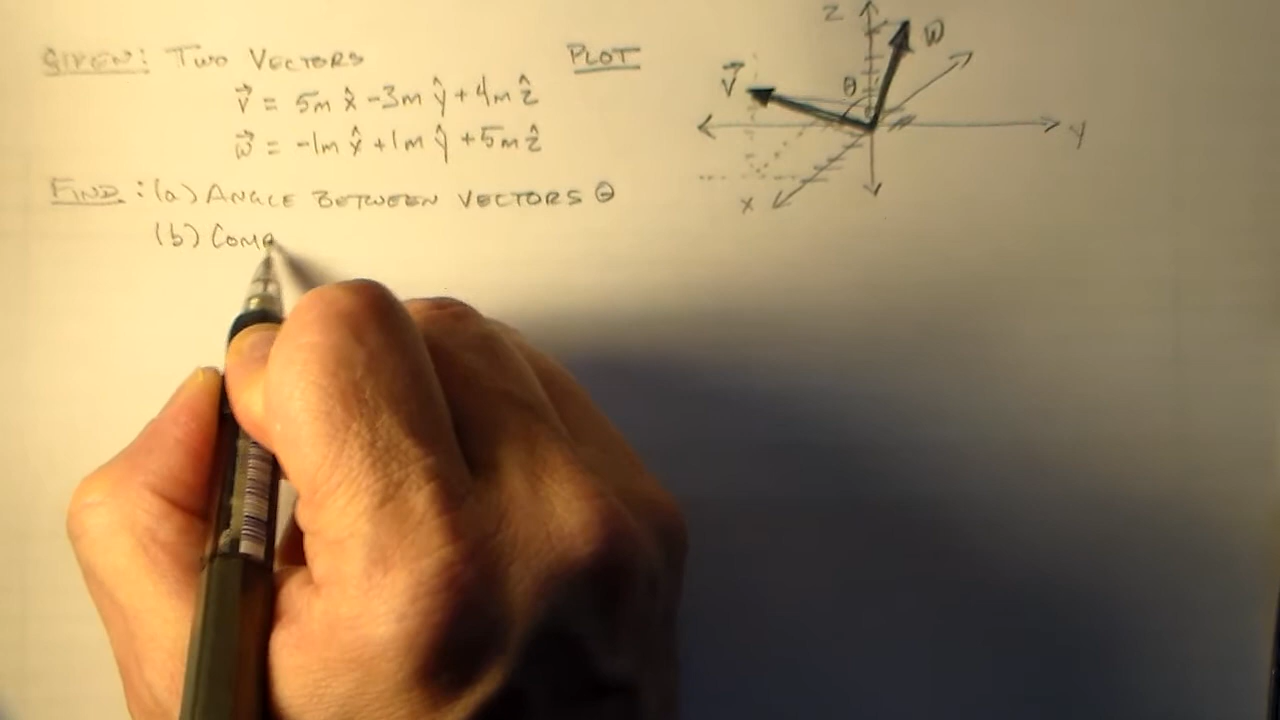 GIVEN: TWO VECTORS PLOT
v⃗ = 5m x̂ - 3m ŷ + 4m ẑ
w⃗ = -1m x̂ + 1m ŷ + 5m ẑ
FIND: (a) ANGLE BETWEEN VECTORS θ
(b) COMP
Z
w⃗
v⃗
θ
Y
X